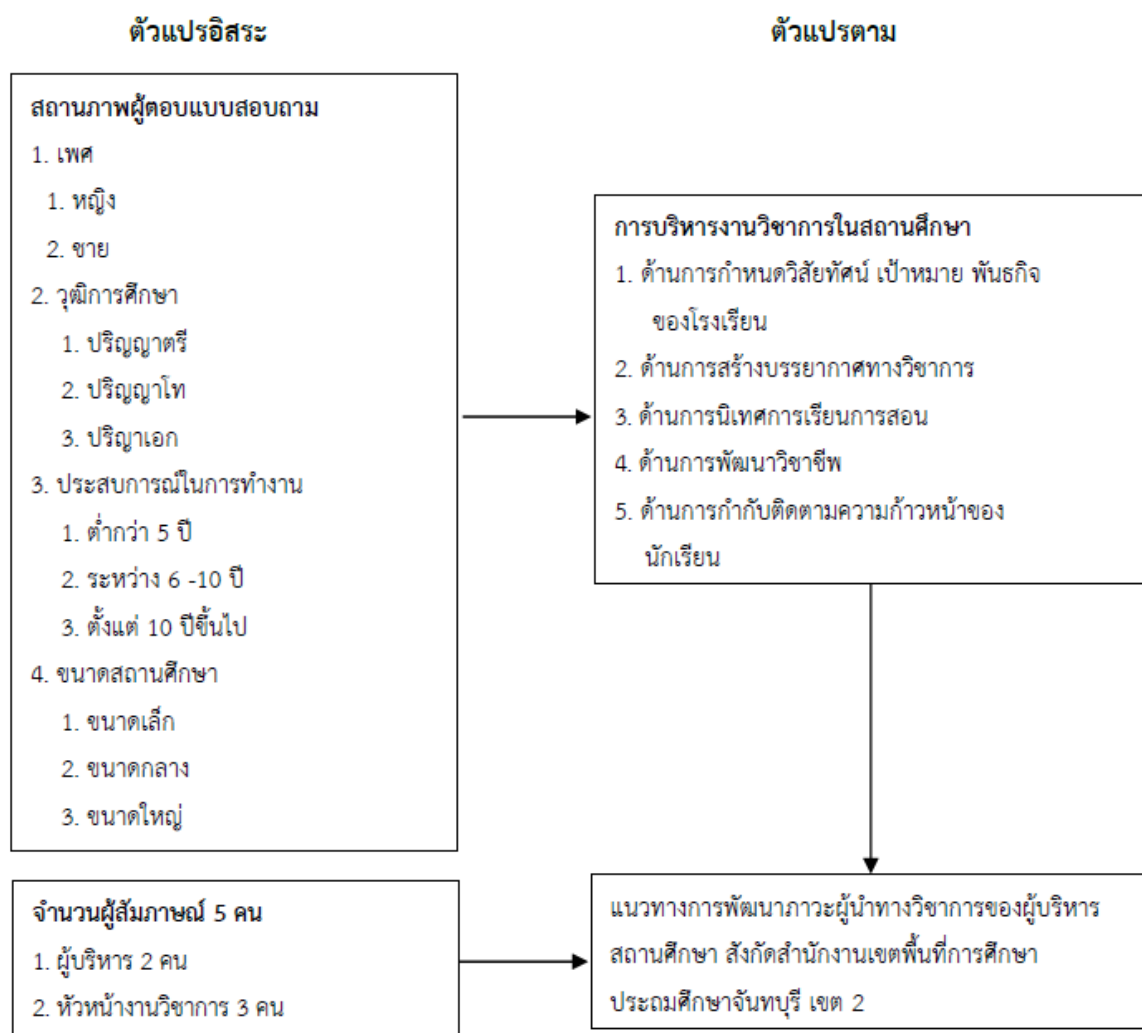 ตัวแปรอิสระ
ตัวแปรตาม
สถานภาพผู้ตอบแบบสอบถาม
1. เพศ
1. หญิง
2. ชาย
2. วุฒิการศึกษา
1. ปริญญาตรี
2. ปริญญาโท
3. ปริญาเอก
3. ประสบการณ์ในการทำงาน
1. ต่ำกว่า 5 ปี
2. ระหว่าง 6 -10 ปี
3. ตั้งแต่ 10 ปีขึ้นไป
4. ขนาดสถานศึกษา
1. ขนาดเล็ก
2. ขนาดกลาง
3. ขนาดใหญ่
การบริหารงานวิชาการในสถานศึกษา
1. ด้านการกำหนดวิสัยทัศน์ เป้าหมาย พันธกิจ
ของโรงเรียน
2. ด้านการสร้างบรรยากาศทางวิชาการ
3. ด้านการนิเทศการเรียนการสอน
4. ด้านการพัฒนาวิชาชีพ
5. ด้านการกำกับติดตามความก้าวหน้าของ
นักเรียน
จำนวนผู้สัมภาษณ์ 5 คน
1. ผู้บริหาร 2 คน
2. หัวหน้างานวิชาการ 3 คน
แนวทางการพัฒนาภาวะผู้นำทางวิชาการของผู้บริหาร
สถานศึกษา สังกัดสำนักงานเขตพื้นที่การศึกษา
ประถมศึกษาจันทบุรี เขต 2